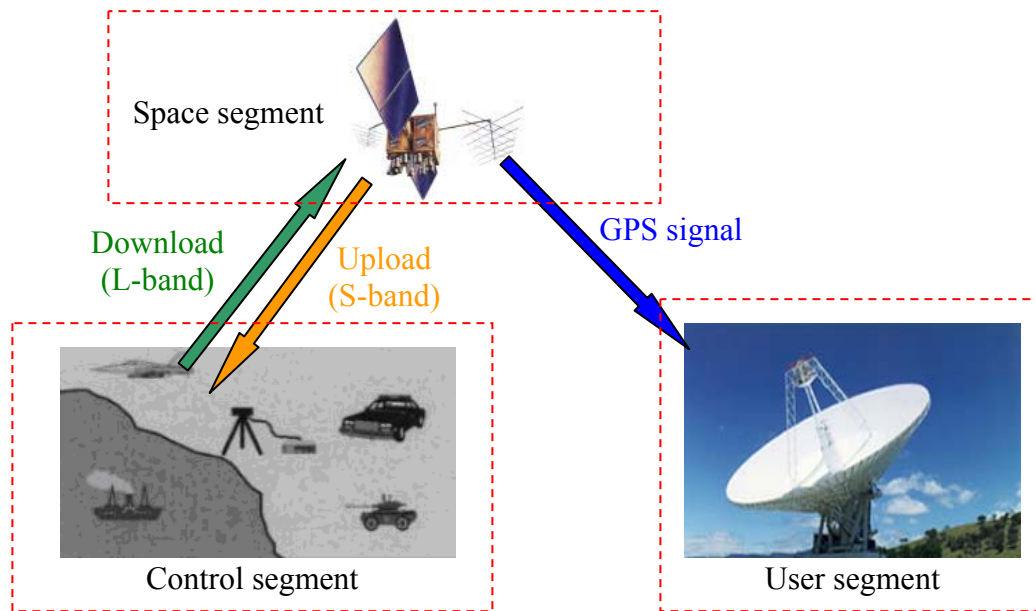 Space segment
GPS signal
Download
(L-band)
Upload
(S-band)
Control segment
User segment